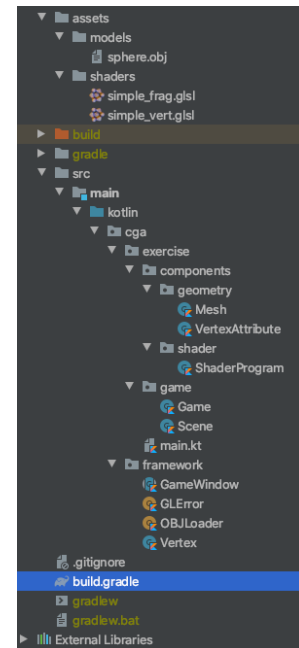 assets
models
sphere.obj
shaders
simple_frag.glsl
simple_vert.glsl
build
gradle
src
main
kotlin
cga
exercise
components
geometry
Mesh
VertexAttribute
shader
ShaderProgram
game
Game
Scene
main.kt
framework
GameWindow
GLError
OBJLoader
Vertex
.gitignore
build.gradle
gradlew
gradlew.bat
External Libraries